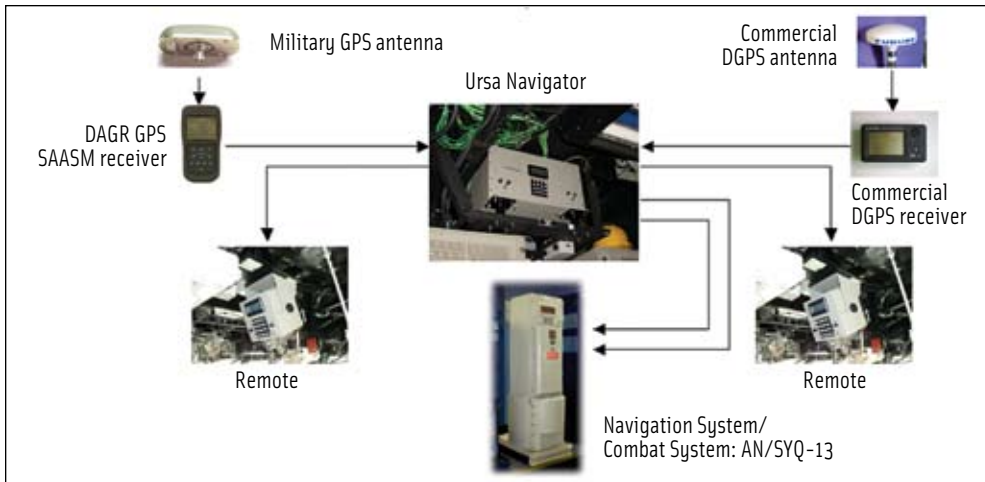 Military GPS antenna
Commercial
DGPS antenna
Ursa Navigator
DAGR GPS
SAASM receiver
Commercial
DGPS receiver
Remote
Remote
Navigation System/
Combat System: AN/SYQ-13